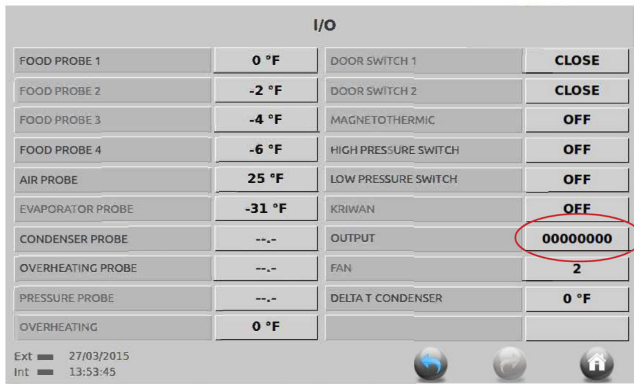 I/O
FOOD PROBE 1 0 °F DOOR SWITCH 1 CLOSE
FOOD PROBE 2 -2 °F DOOR SWITCH 2 CLOSE
FOOD PROBE 3 -4 °F MAGNETOTHERMIC OFF
FOOD PROBE 4 -6 °F HIGH PRESSURE SWITCH OFF
AIR PROBE 25 °F LOW PRESSURE SWITCH OFF
EVAPORATOR PROBE -31 °F KRIWAN OFF
CONDENSER PROBE --.- OUTPUT 00000000
OVERHEATING PROBE --.- FAN 2
PRESSURE PROBE --.- DELTA T CONDENSER 0 °F
OVERHEATING 0 °F
Ext 27/03/2015
Int 13:53:45